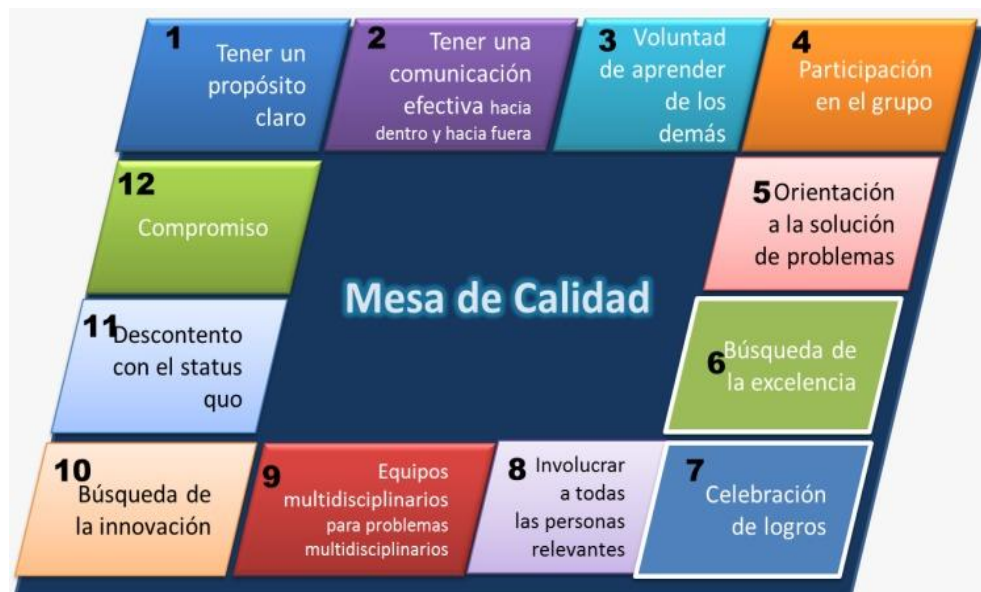 1
Tener un
propósito
claro
2
Tener una
comunicación
efectiva hacia
dentro y hacia fuera
3
Voluntad
de aprender
de los
demás
4
Participación
en el grupo
5
Orientación
a la solución
de problemas
6
Búsqueda de
la excelencia
7
Celebración
de logros
8
Involucrar
a todas
las personas
relevantes
9
Equipos
multidisciplinarios
para problemas
multidisciplinarios
10
Búsqueda de
la innovación
11
Descontento
con el status
quo
12
Compromiso
Mesa de Calidad